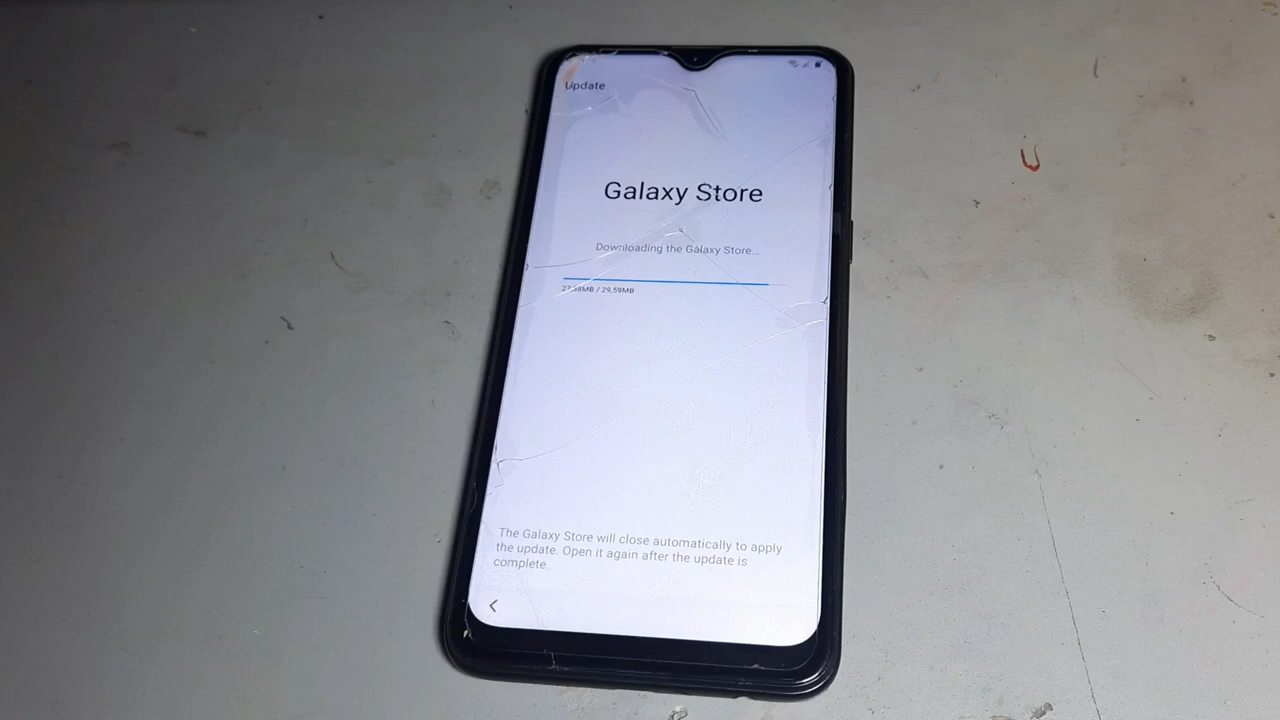 Update
Galaxy Store
Downloading the Galaxy Store...
/ 29,59MB
The Galaxy Store will close automatically to apply
the update. Open it again after the update is
complete.